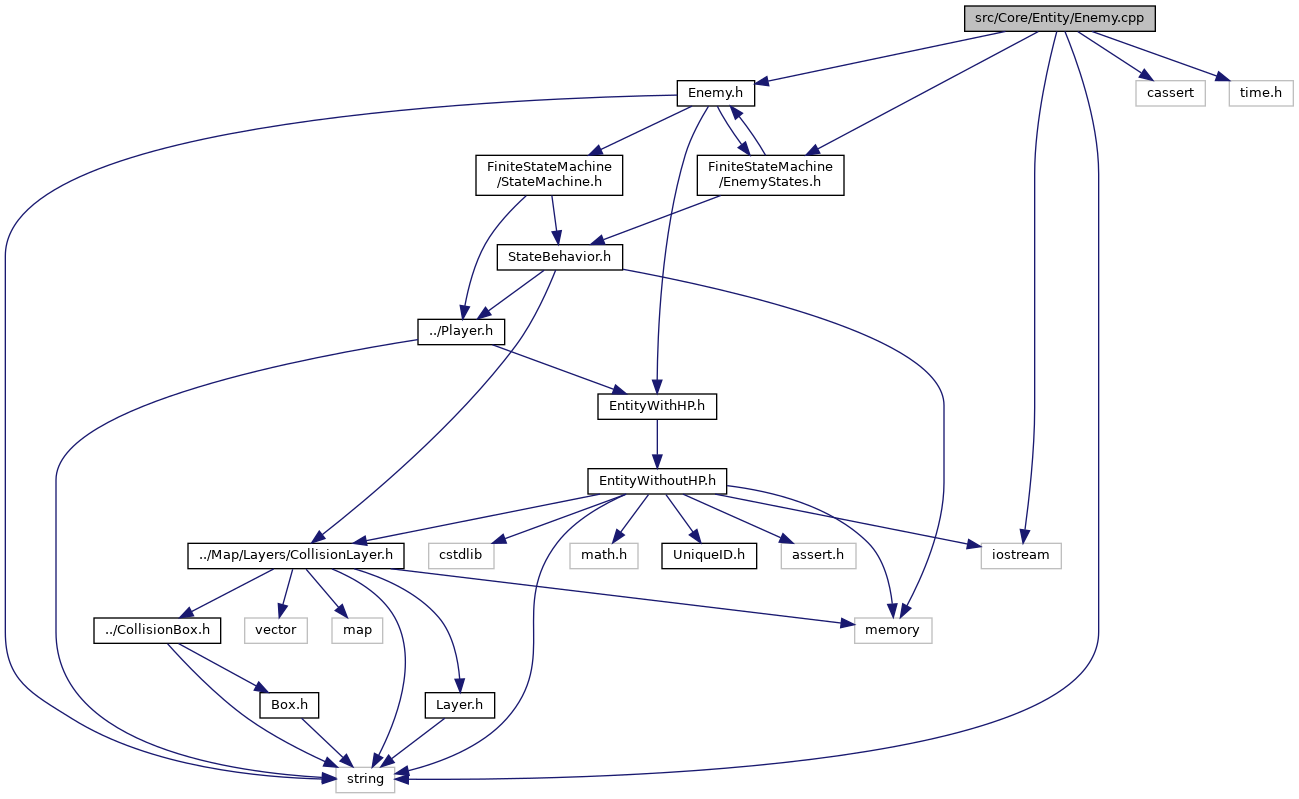 src/Core/Entity/Enemy.cpp
Enemy.h
cassert
time.h
FiniteStateMachine
/StateMachine.h
FiniteStateMachine
/EnemyStates.h
StateBehavior.h
../Player.h
EntityWithHP.h
EntityWithoutHP.h
../Map/Layers/CollisionLayer.h
cstdlib
math.h
UniqueID.h
assert.h
iostream
../CollisionBox.h
vector
map
memory
Box.h
Layer.h
string